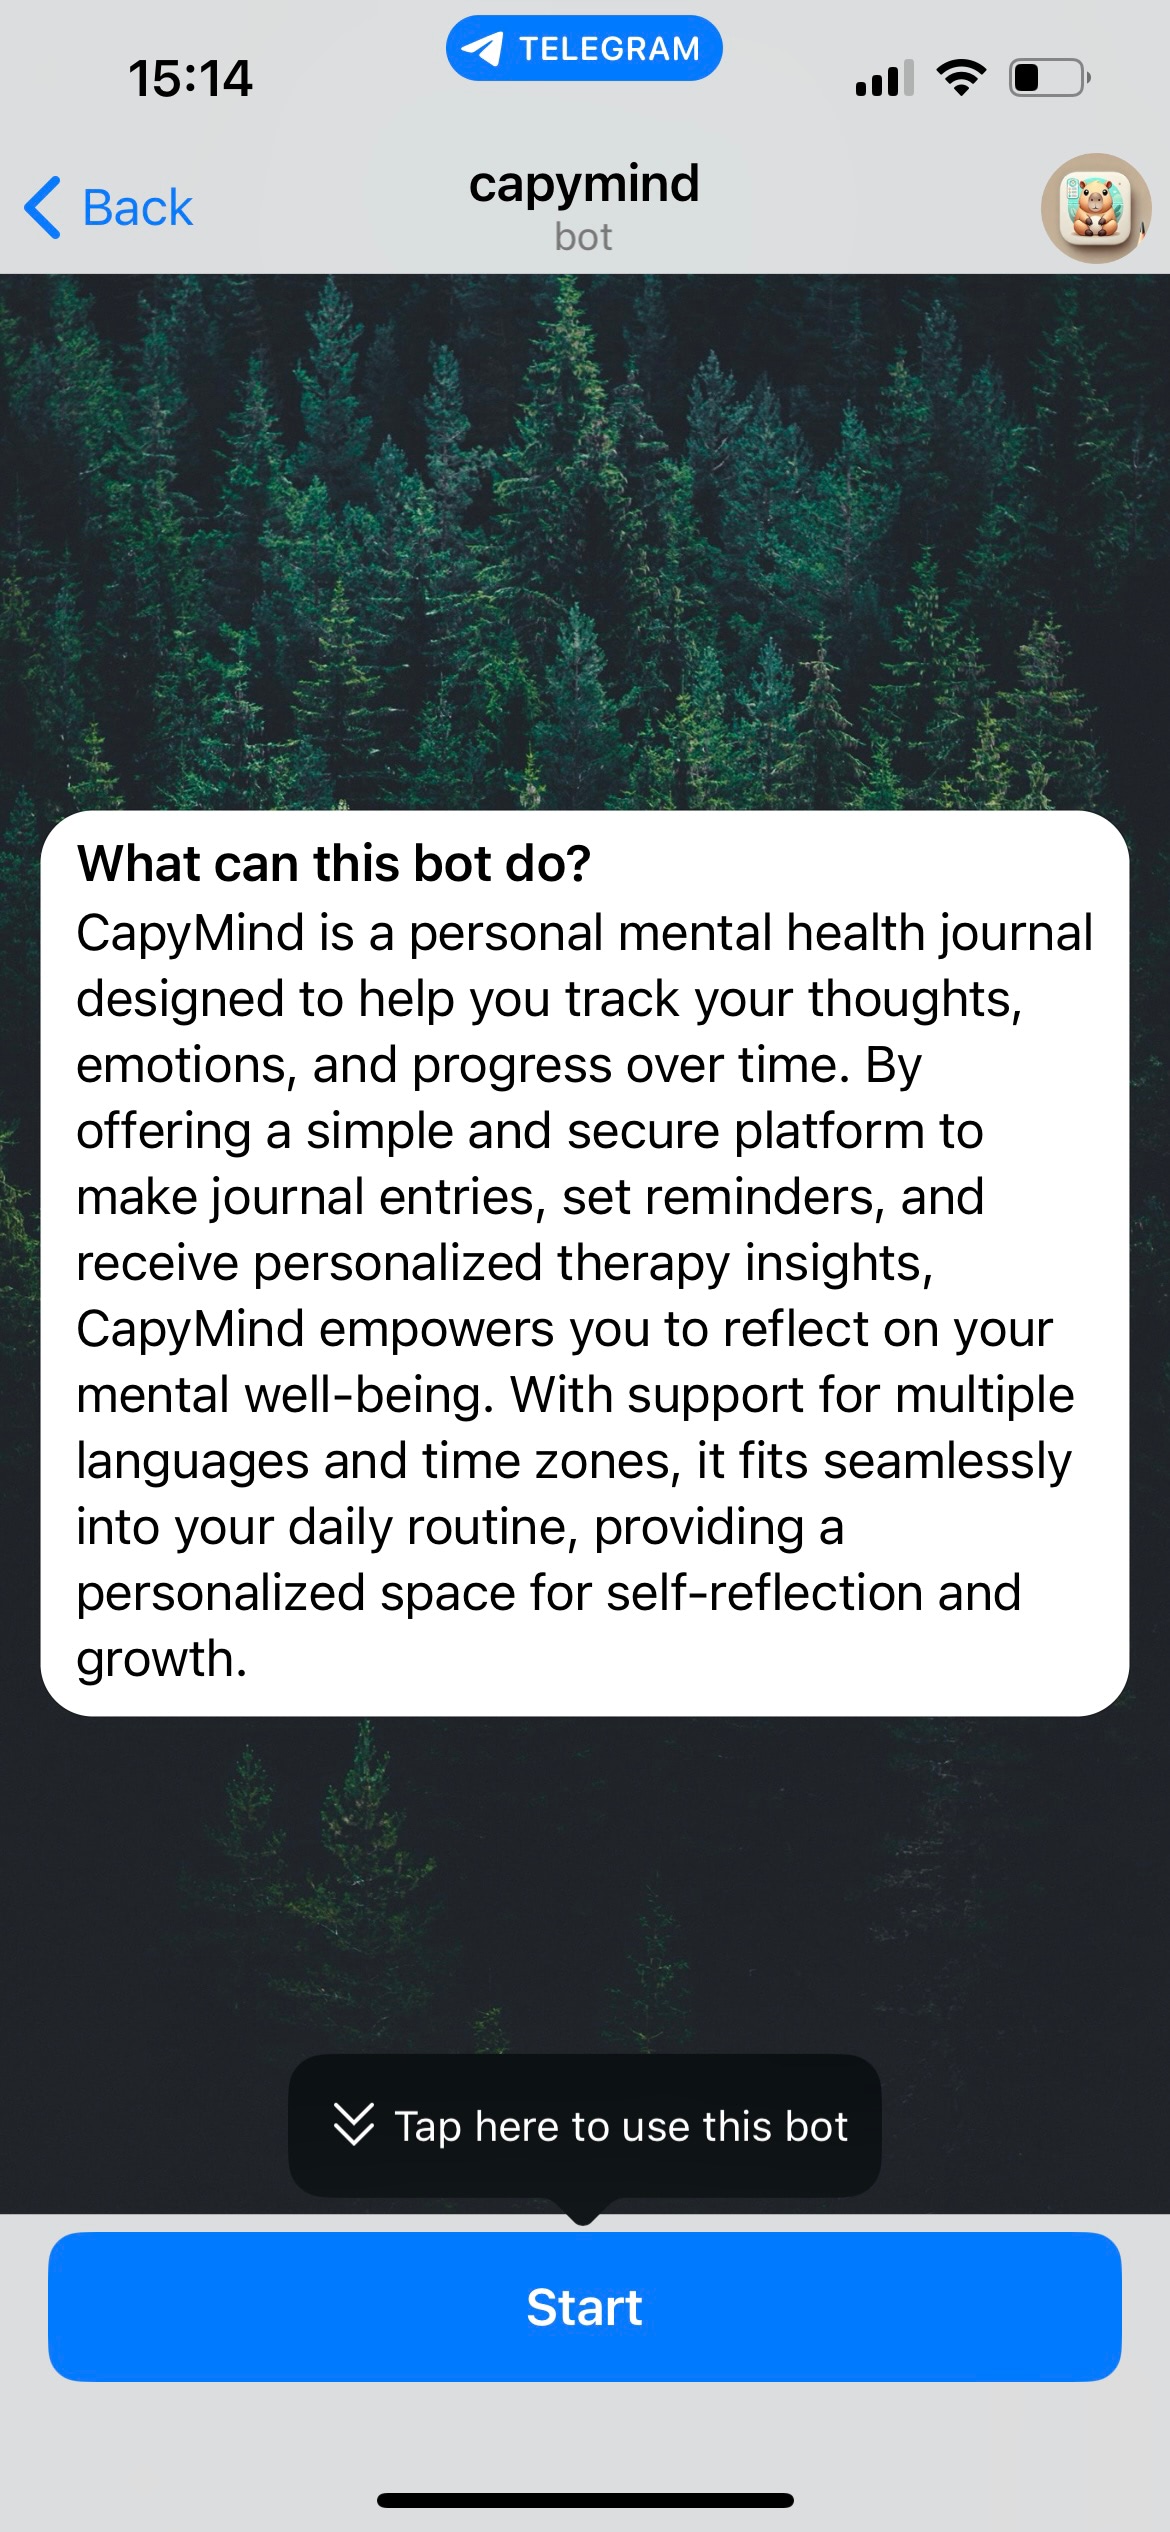 TELEGRAM
15:14
Back
capymind
bot
What can this bot do?
CapyMind is a personal mental health journal
designed to help you track your thoughts,
emotions, and progress over time. By
offering a simple and secure platform to
make journal entries, set reminders, and
receive personalized therapy insights,
CapyMind empowers you to reflect on your
mental well-being. With support for multiple
languages and time zones, it fits seamlessly
into your daily routine, providing a
personalized space for self-reflection and
growth.
Tap here to use this bot
Start